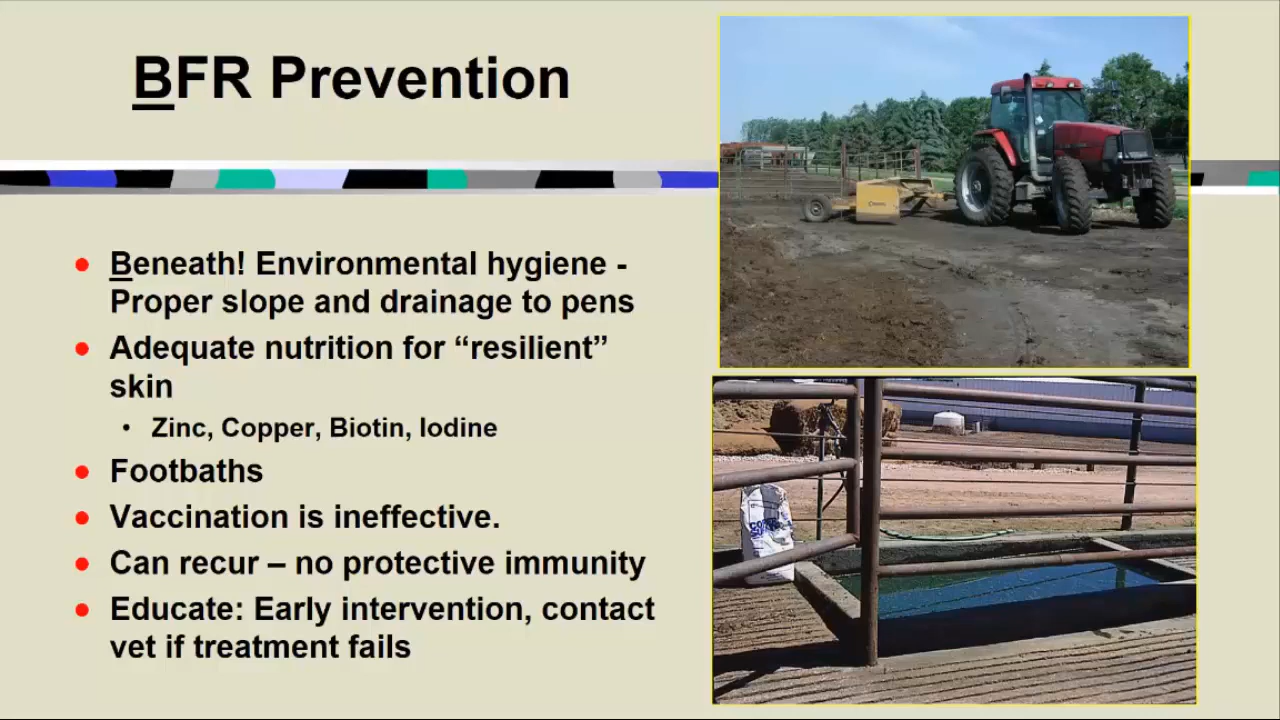 BFR Prevention
• Beneath! Environmental hygiene -
Proper slope and drainage to pens
• Adequate nutrition for “resilient”
skin
• Zinc, Copper, Biotin, Iodine
• Footbaths
• Vaccination is ineffective.
• Can recur – no protective immunity
• Educate: Early intervention, contact
vet if treatment fails